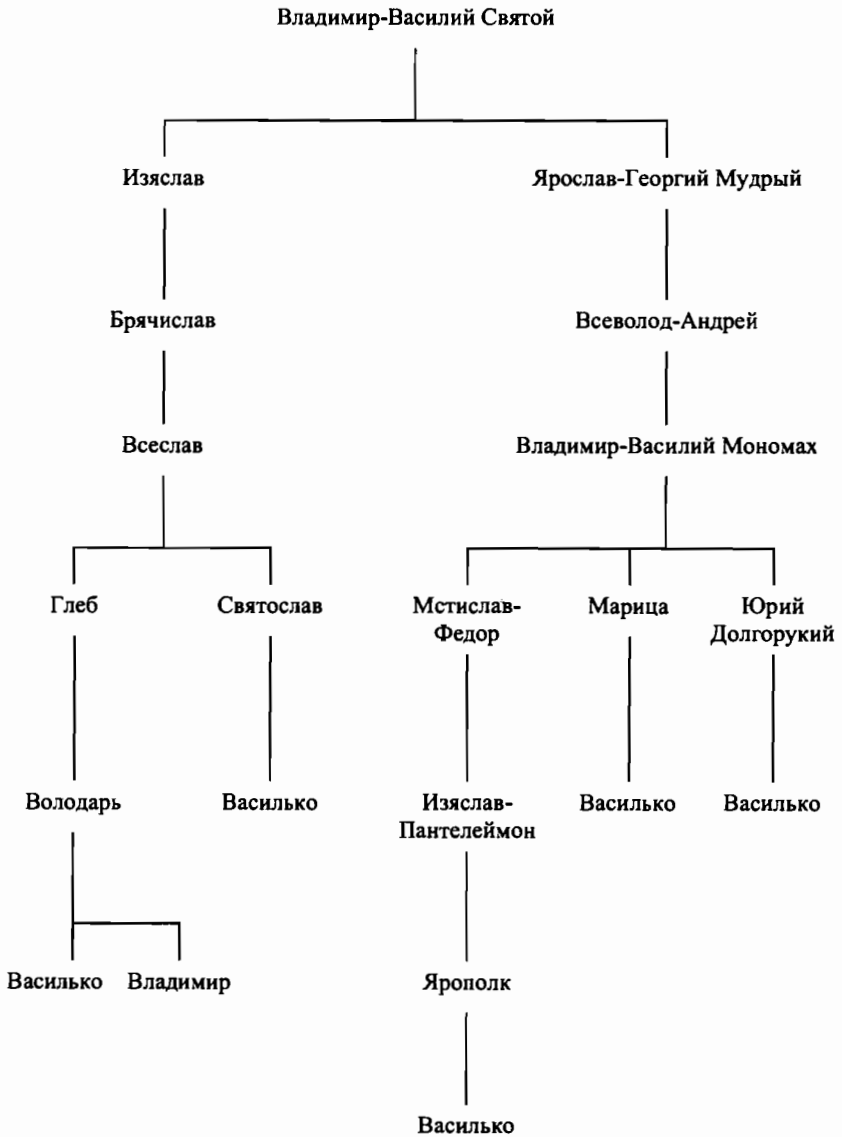 Владимир-Василий Святой
Изяслав
Ярослав-Георгий Мудрый
Брячислав
Всеволод-Андрей
Всеслав
Владимир-Василий Мономах
Глеб
Святослав
Мстислав-
Федор
Марица
Юрий
Долгорукий
Володарь
Василько
Изяслав-
Пантелеймон
Василько
Василько
Василько
Владимир
Ярополк
Василько